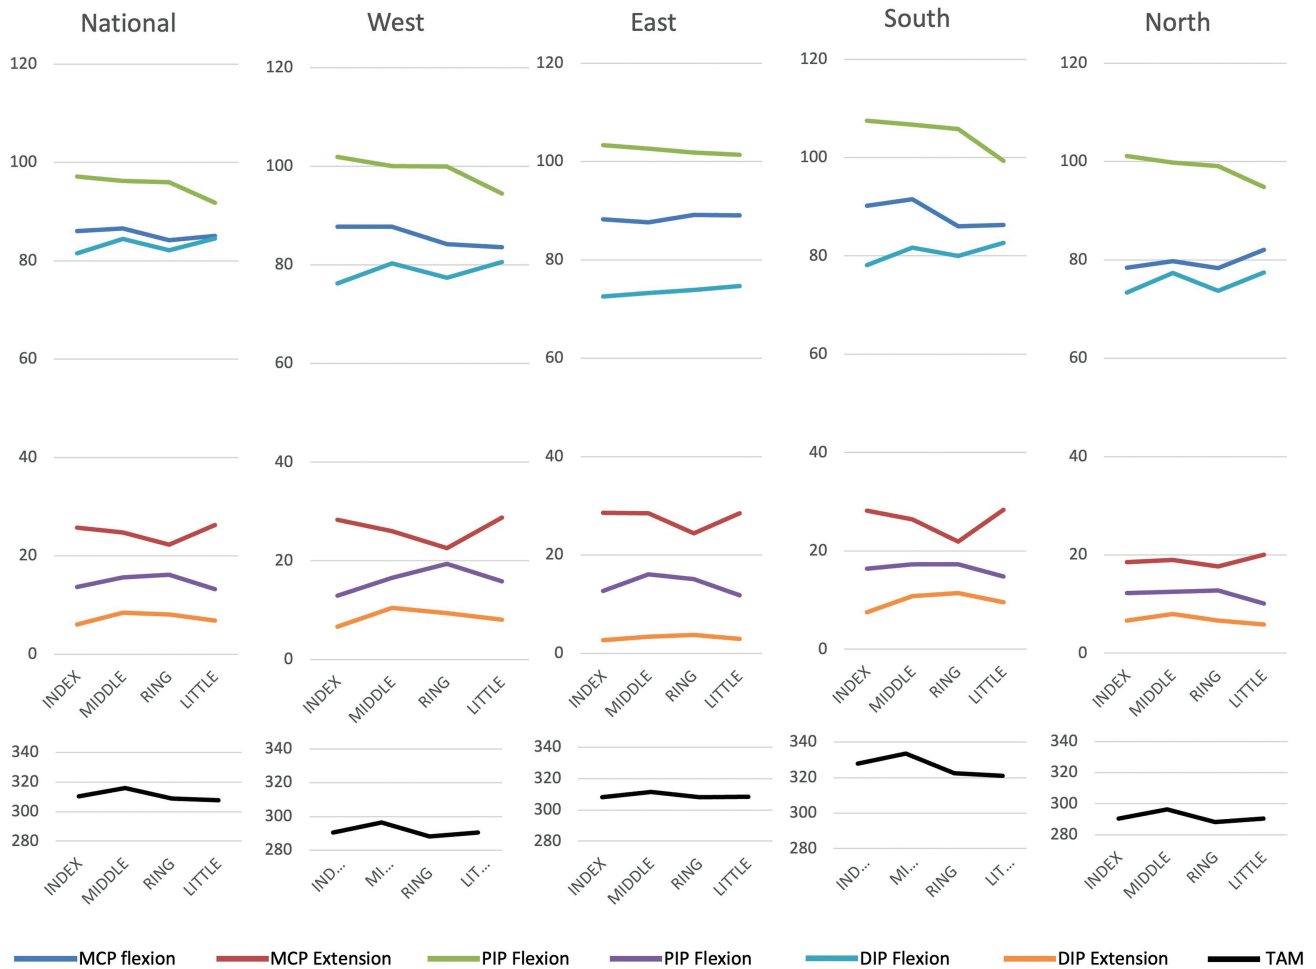 National West East South North
120 120 120 120 120
100 100 100 100 100
80 80 80 80 80
60 60 60 60 60
40 40 40 40 40
20 20 20 20 20
0 0 0 0 0
INDEX MIDDLE RING LITTLE INDEX MIDDLE RING LITTLE INDEX MIDDLE RING LITTLE INDEX MIDDLE RING LITTLE INDEX MIDDLE RING LITTLE
340 340 340 340 340
320 320 320 320 320
300 300 300 300 300
280 280 280 280 280
INDEX MIDDLE RING LITTLE IND... MI... RING LIT... INDEX MIDDLE RING LITTLE IND... MI... RING LIT... INDEX MIDDLE RING LITTLE
MCP flexion MCP Extension PIP Flexion PIP Flexion DIP Flexion DIP Extension TAM